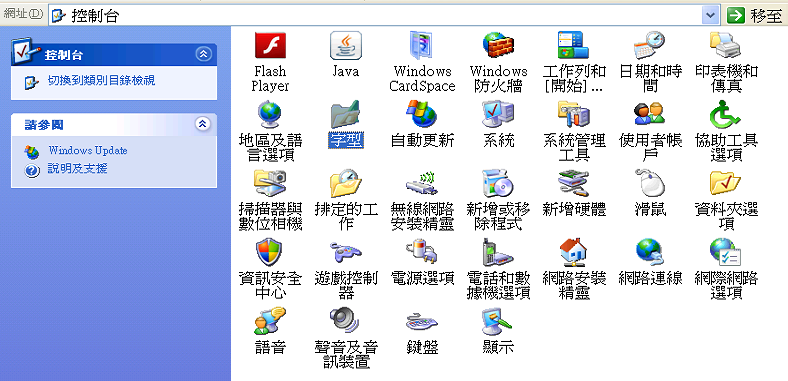 網址(D) 控制台 移至
控制台
切換到類別目錄檢視
請參閱
Windows Update
說明及支援
Flash
Player
Java
Windows
CardSpace
Windows
防火牆
工作列和
[開始] ...
日期和時
間
印表機和
傳真
地區及語
言選項
字型
自動更新
系統
系統管理
工具
使用者帳
戶
協助工具
選項
掃描器與
數位相機
排定的工
作
無線網路
安裝精靈
新增或移
除程式
新增硬體
滑鼠
資料夾選
項
資訊安全
中心
遊戲控制
器
電源選項
電話和數
據機選項
網路安裝
精靈
網路連線
網際網路
選項
語音
聲音及音
訊裝置
鍵盤
顯示